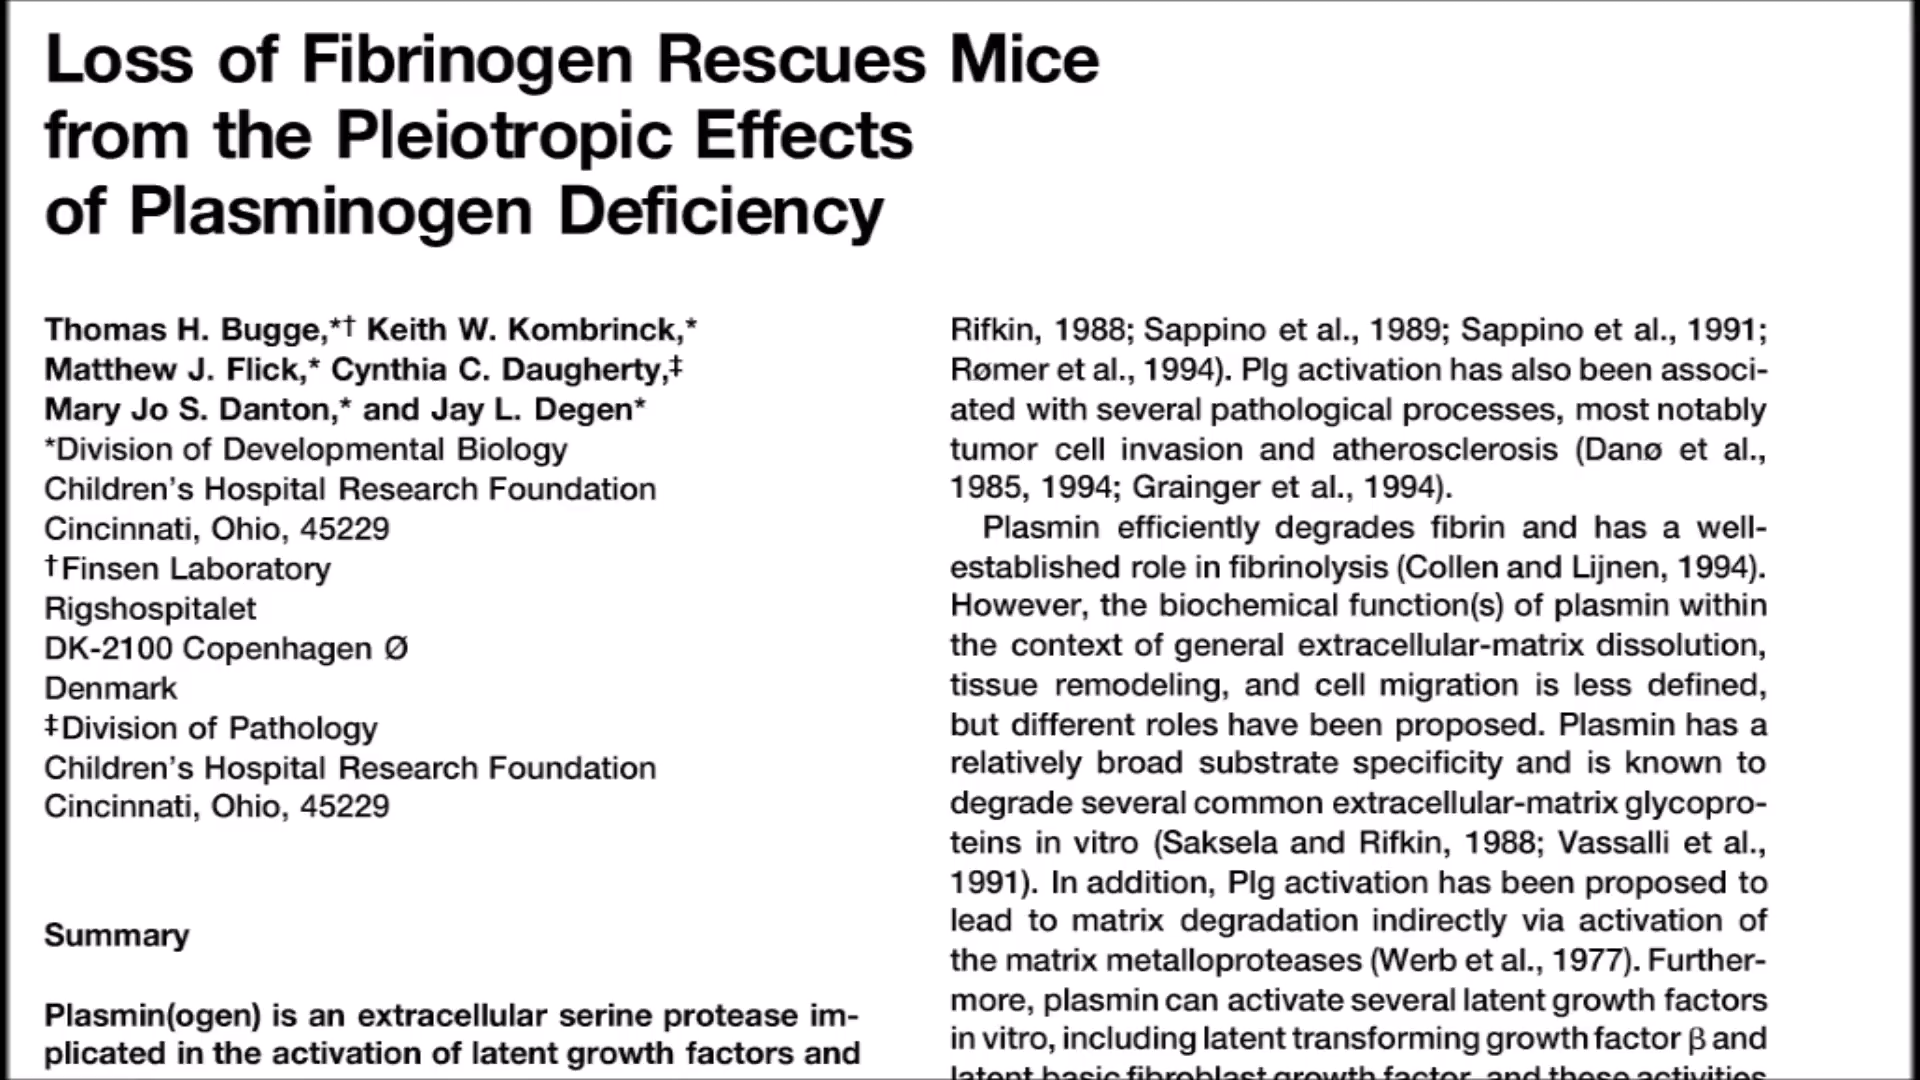 Loss of Fibrinogen Rescues Mice
from the Pleiotropic Effects
of Plasminogen Deficiency
Thomas H. Bugge,*† Keith W. Kombrinck,*
Matthew J. Flick,* Cynthia C. Daugherty,‡
Mary Jo S. Danton,* and Jay L. Degen*
*Division of Developmental Biology
Children's Hospital Research Foundation
Cincinnati, Ohio, 45229
†Finsen Laboratory
Rigshospitalet
DK-2100 Copenhagen Ø
Denmark
‡Division of Pathology
Children's Hospital Research Foundation
Cincinnati, Ohio, 45229
Summary
Plasmin(ogen) is an extracellular serine protease im-
plicated in the activation of latent growth factors and
Rifkin, 1988; Sappino et al., 1989; Sappino et al., 1991;
Rømer et al., 1994). Plg activation has also been associ-
ated with several pathological processes, most notably
tumor cell invasion and atherosclerosis (Danø et al.,
1985, 1994; Grainger et al., 1994).
Plasmin efficiently degrades fibrin and has a well-
established role in fibrinolysis (Collen and Lijnen, 1994).
However, the biochemical function(s) of plasmin within
the context of general extracellular-matrix dissolution,
tissue remodeling, and cell migration is less defined,
but different roles have been proposed. Plasmin has a
relatively broad substrate specificity and is known to
degrade several common extracellular-matrix glycopro-
teins in vitro (Saksela and Rifkin, 1988; Vassalli et al.,
1991). In addition, Plg activation has been proposed to
lead to matrix degradation indirectly via activation of
the matrix metalloproteases (Werb et al., 1977). Further-
more, plasmin can activate several latent growth factors
in vitro, including latent transforming growth factor β and
latent basic fibroblast growth factor, and these activities